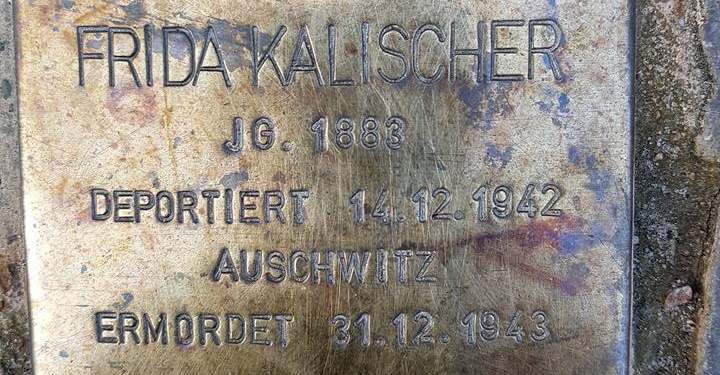 FRIDA KALISCHER
JG. 1883
DEPORTIERT 14.12.1942
AUSCHWITZ
ERMORDET 31.12.1943